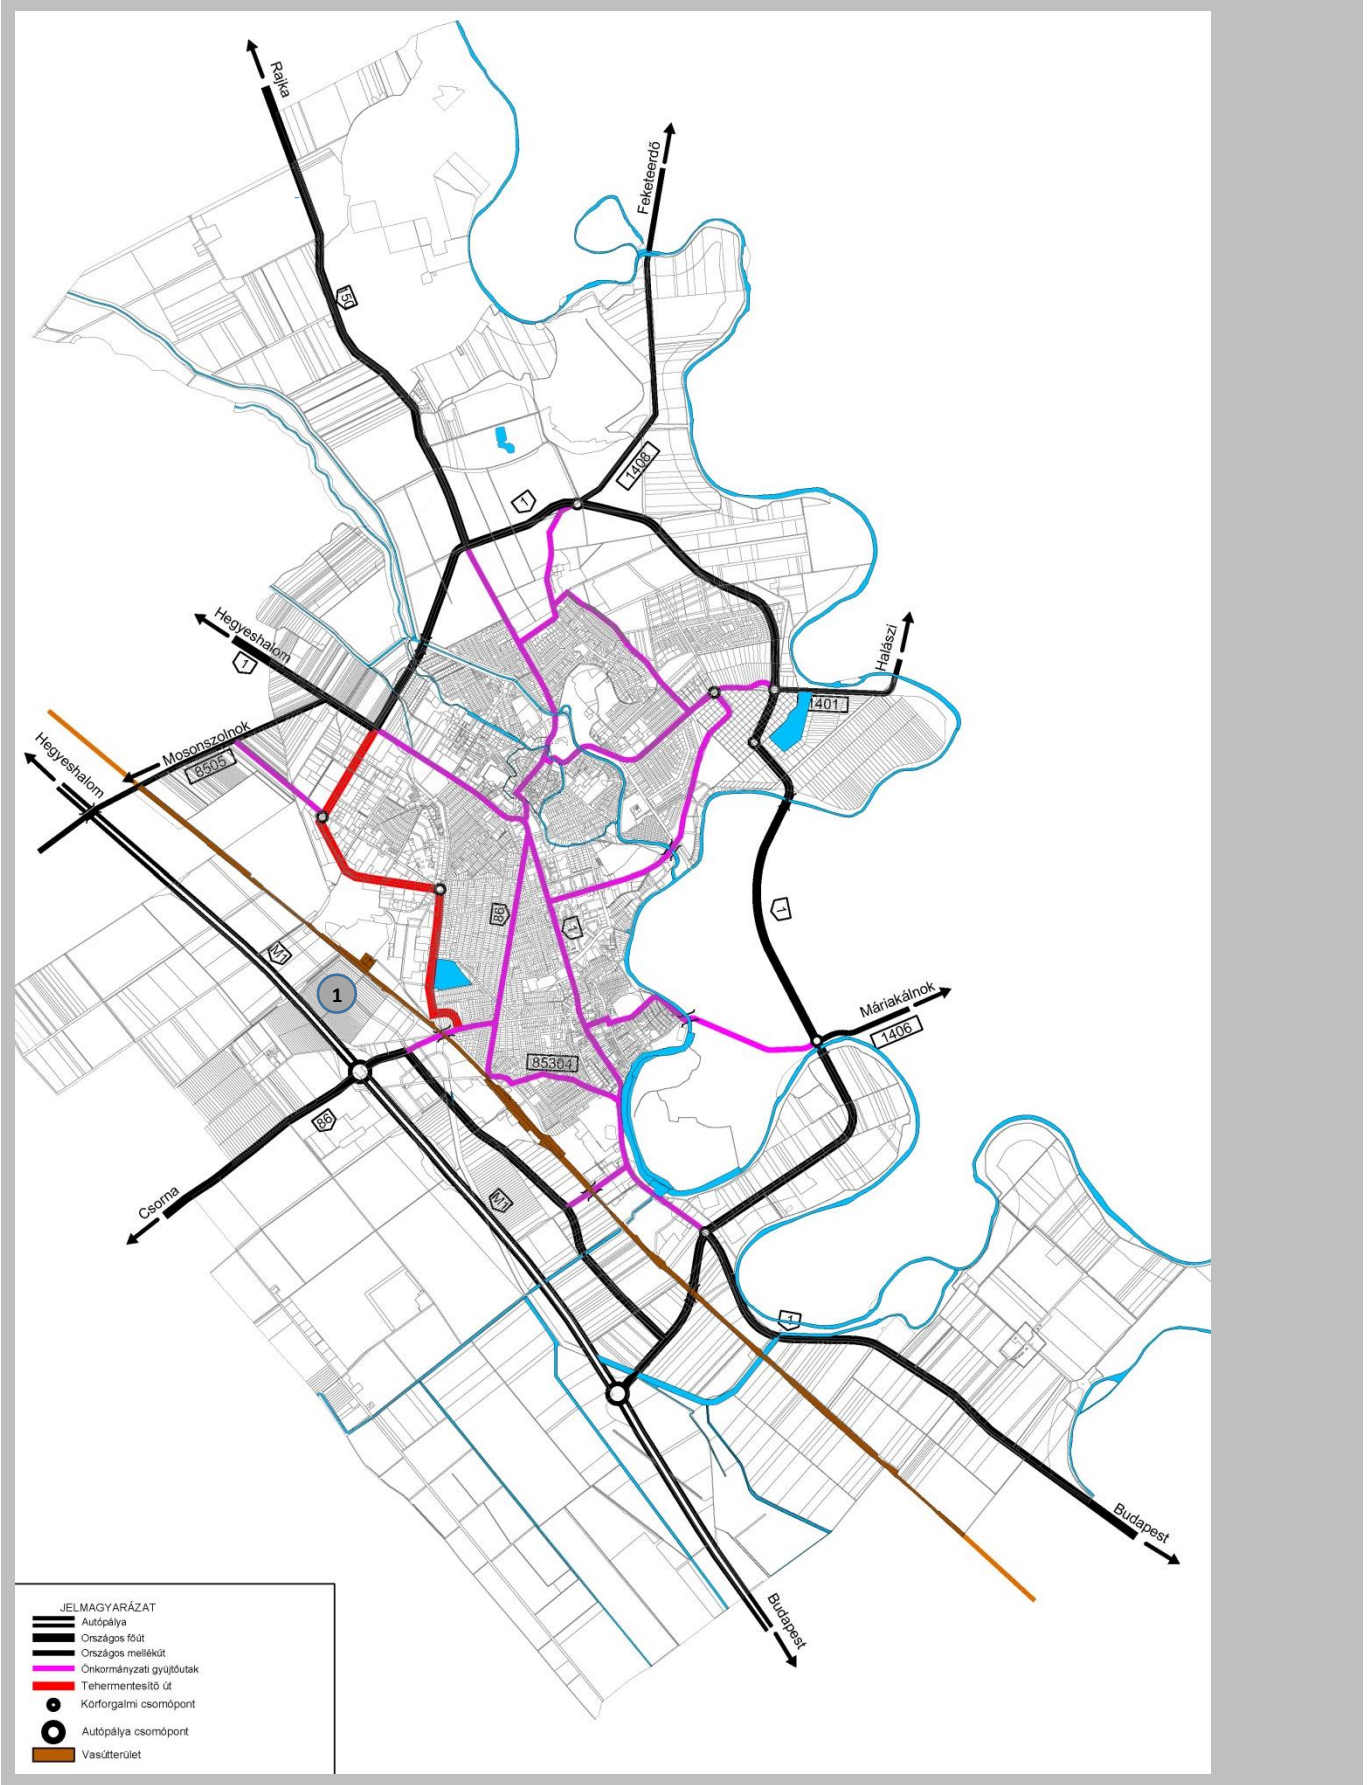 Rajka
Feketeerdő
150
1408
1
Hegyeshalom
1
Halászi
1401
Mosonszolnok
8505
Hegyeshalom
86
1
1
M1
1
Máriakálnok
1406
85304
86
M1
Csorna
1
Budapest
Budapest
JELMAGYARÁZAT
Autópálya
Országos főút
Országos mellékút
Önkormányzati gyűjtőutak
Tehermentesítő út
Körforgalmi csomópont
Autópálya csomópont
Vasútterület